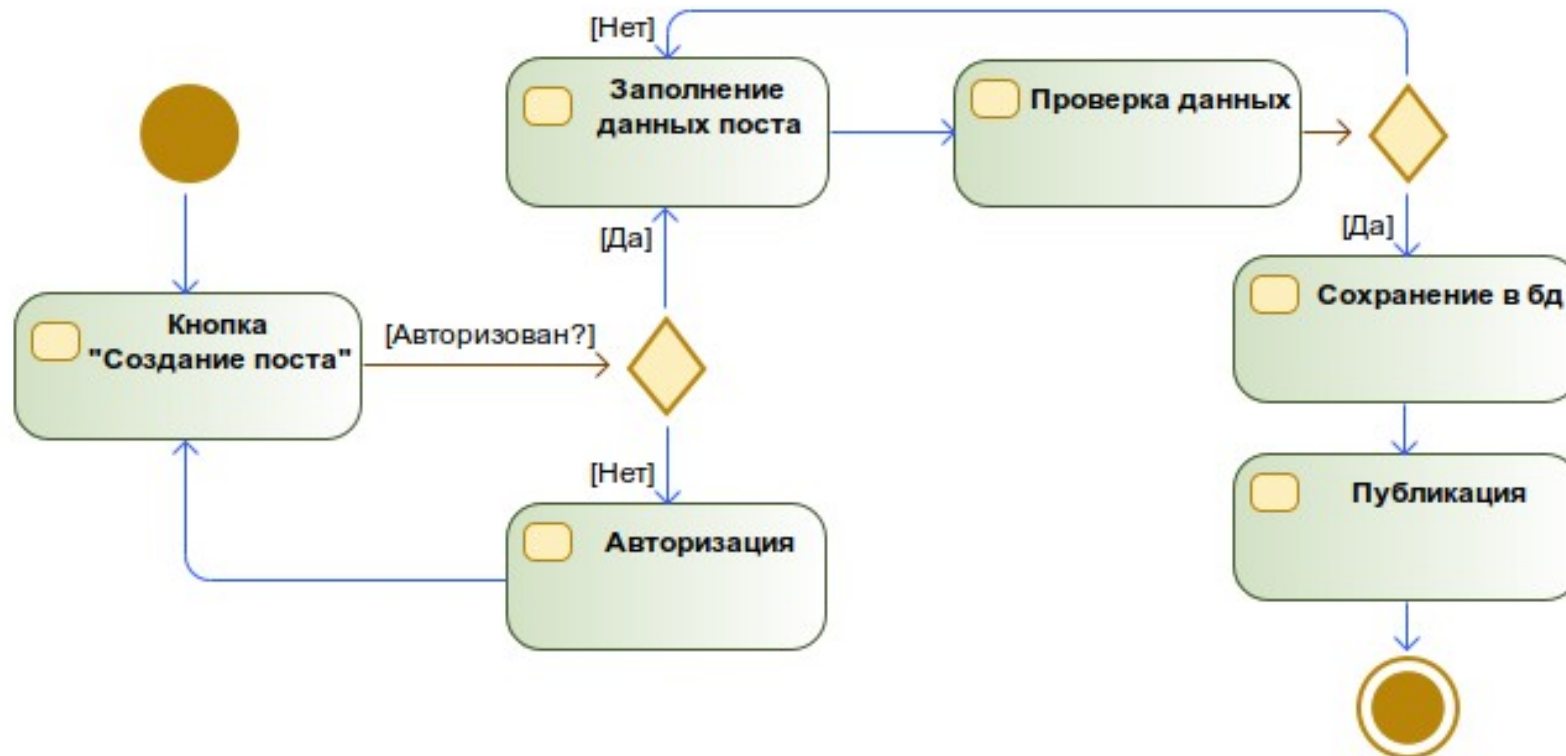 [Нет]
Заполнение
данных поста
Проверка данных
[Да]
[Да]
Кнопка
"Создание поста"
[Авторизован?]
Сохранение в бд
[Нет]
Авторизация
Публикация